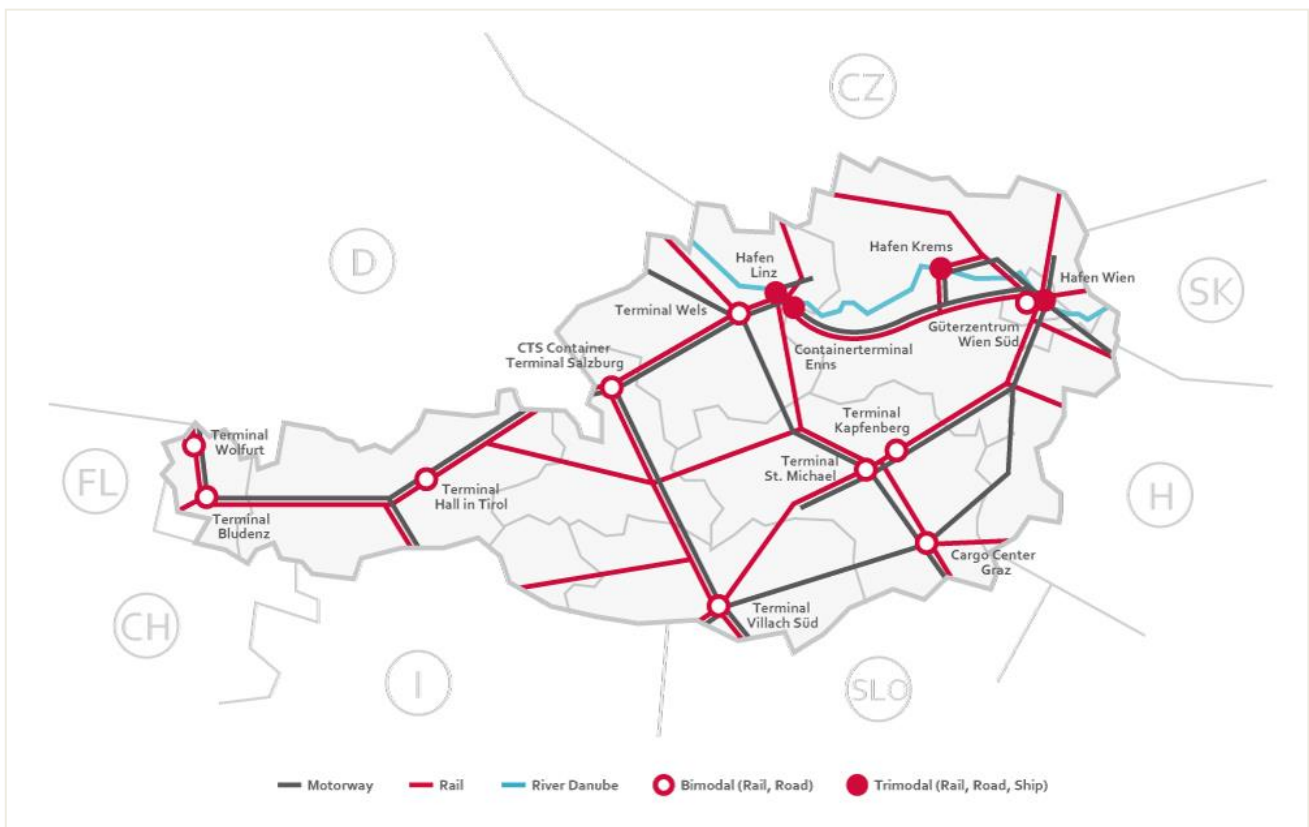 CZ
D
Hafen Krems
Hafen
Linz
Hafen Wien
SK
Terminal Wels
Güterzentrum
Wien Süd
CTS Container
Terminal Salzburg
Containerterminal
Enns
Terminal
Kapfenberg
Terminal
Wolfurt
Terminal
St. Michael
FL
Terminal
Hall in Tirol
H
Terminal
Bludenz
Cargo Center
Graz
CH
Terminal
Villach Süd
I
SLO
Motorway
Rail
River Danube
Bimodal (Rail, Road)
Trimodal (Rail, Road, Ship)